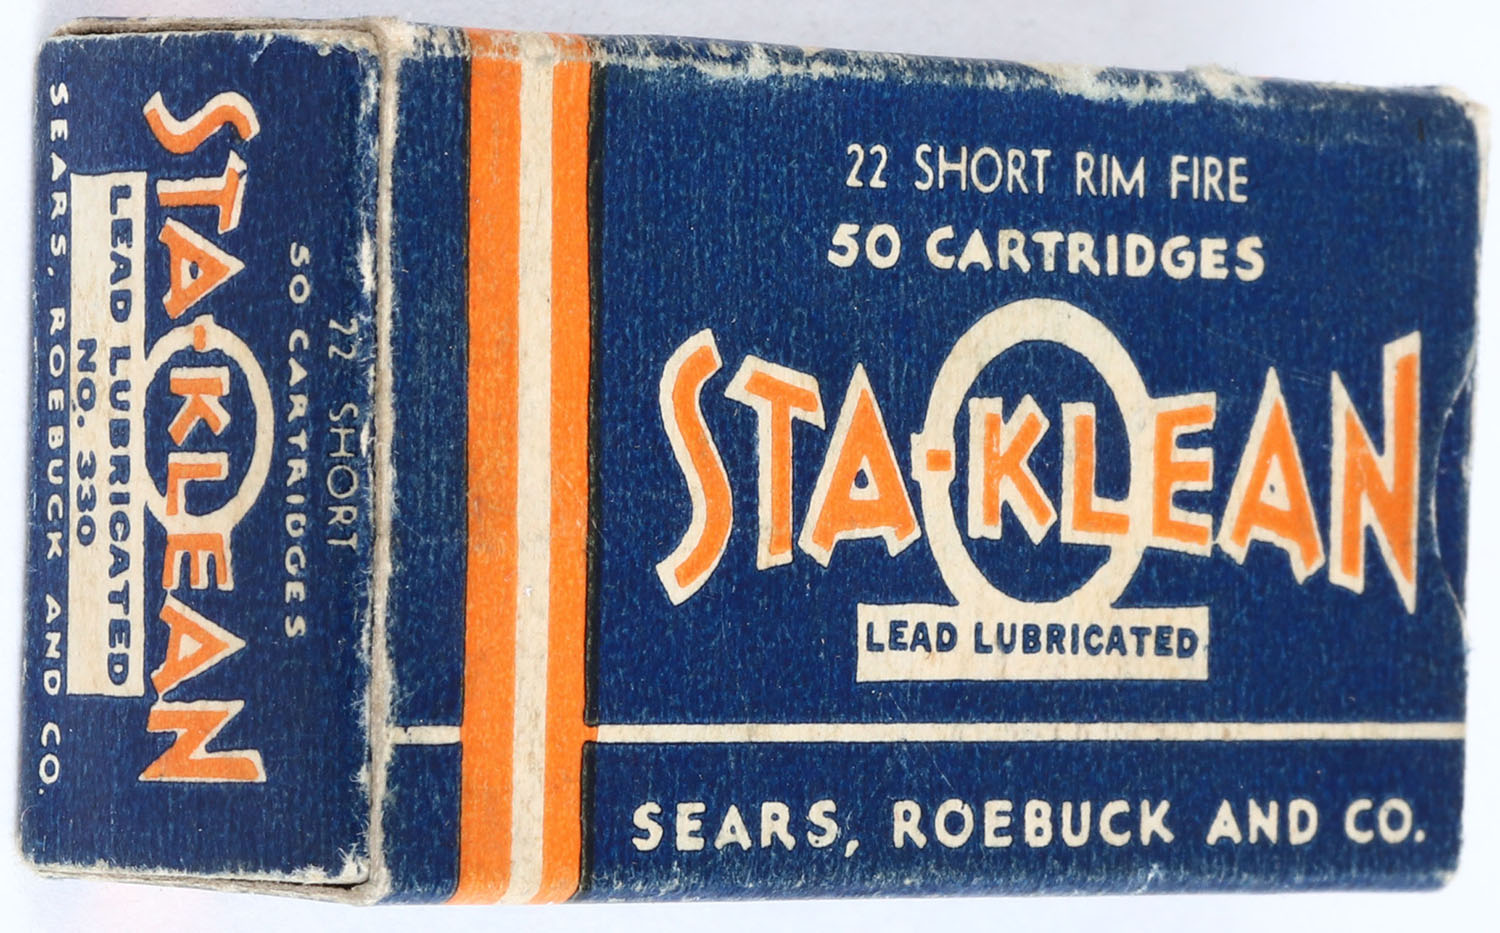 22 SHORT RIM FIRE
50 CARTRIDGES
STA-KLEAN
LEAD LUBRICATED
SEARS, ROEBUCK AND CO.
22 SHORT
50 CARTRIDGES
STA-KLEAN
LEAD LUBRICATED
NO. 330
SEARS, ROEBUCK AND CO.